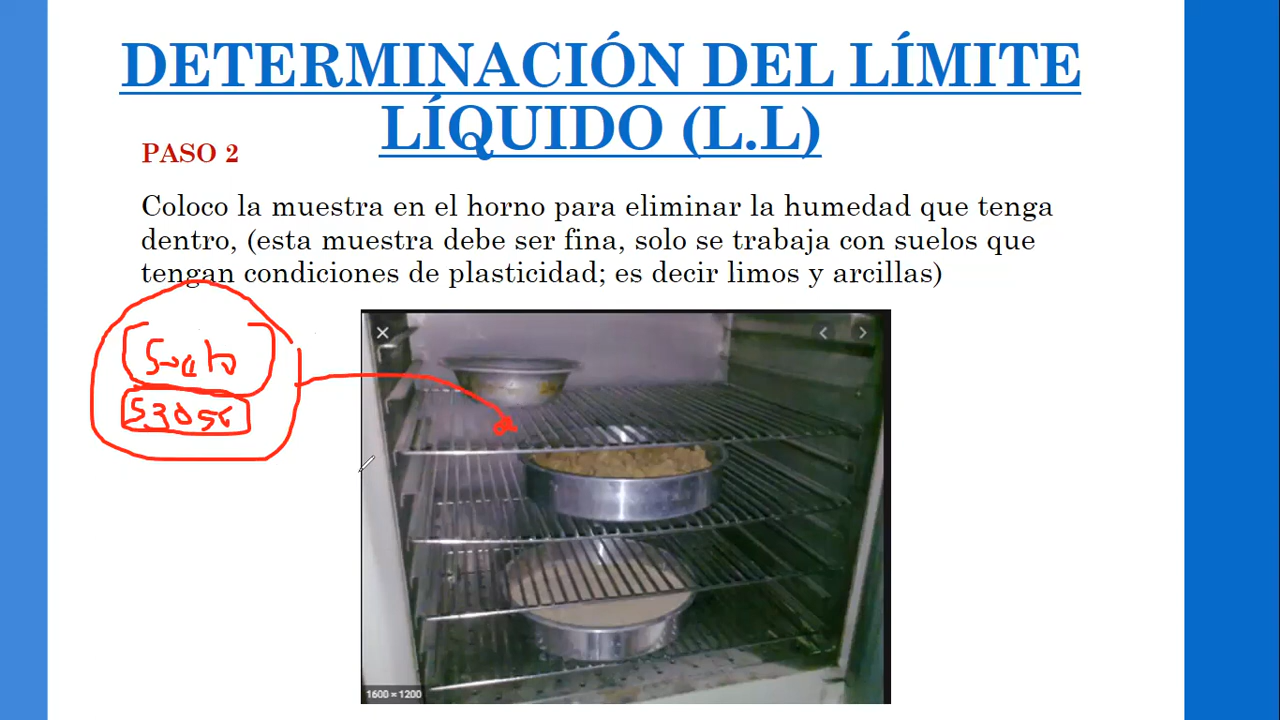 DETERMINACIÓN DEL LÍMITE
LÍQUIDO (L.L)
PASO 2
Coloco la muestra en el horno para eliminar la humedad que tenga
dentro, (esta muestra debe ser fina, solo se trabaja con suelos que
tengan condiciones de plasticidad; es decir limos y arcillas)
Suelo
1600 × 1200